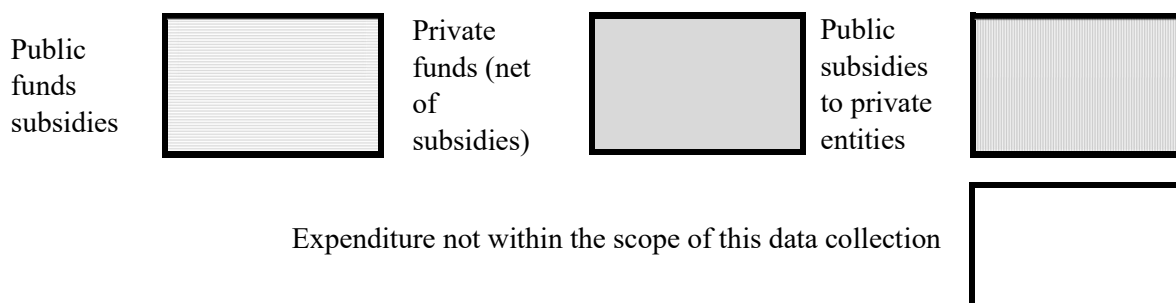 Public
funds
subsidies
Private
funds (net
of
subsidies)
Public
subsidies
to private
entities
Expenditure not within the scope of this data collection